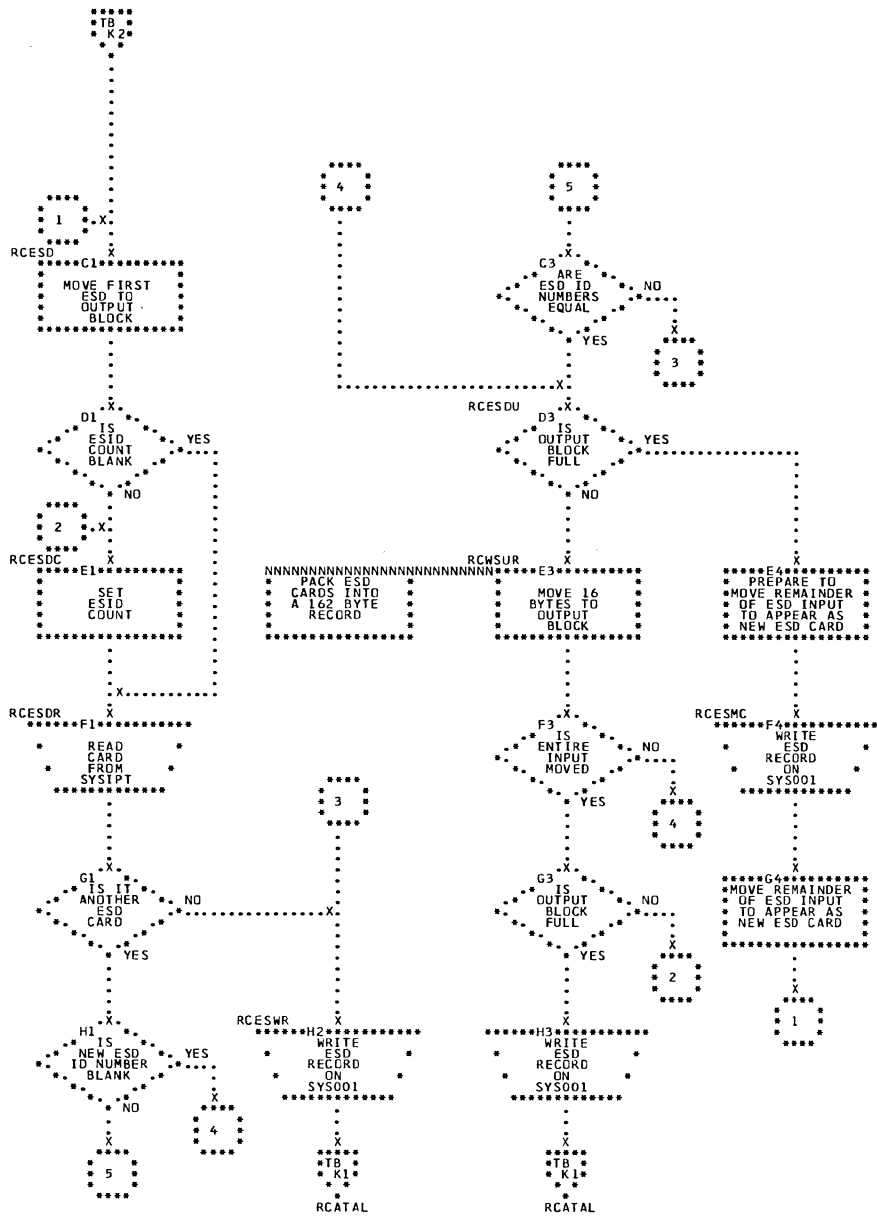 TB
K2
4
5
1
RCESD
C1
MOVE FIRST
ESD TO
OUTPUT
BLOCK
C3
ARE
ESD ID
NUMBERS
EQUAL
NO
YES
3
D1
IS
ESID
COUNT
BLANK
YES
NO
RCESDU
D3
IS
OUTPUT
BLOCK
FULL
YES
NO
2
RCESDC
E1
SET
ESID
COUNT
NNNNNNNNNNNNNNNNNNNNNNNNN
PACK ESD
CARDS INTO
A 162 BYTE
RECORD
RCWSUR
E3
MOVE 16
BYTES TO
OUTPUT
BLOCK
E4
PREPARE TO
MOVE REMAINDER
OF ESD INPUT
TO APPEAR AS
NEW ESD CARD
RCESDR
F1
READ
CARD
FROM
SYSIPT
F3
IS
ENTIRE
INPUT
MOVED
NO
YES
4
RCESMC
F4
WRITE
ESD
RECORD
ON
SYS001
3
G1
IS IT
ANOTHER
ESD
CARD
NO
YES
G3
IS
OUTPUT
BLOCK
FULL
NO
YES
2
G4
MOVE REMAINDER
OF ESD INPUT
TO APPEAR AS
NEW ESD CARD
1
H1
IS
NEW ESD
ID NUMBER
BLANK
YES
NO
4
5
RCESWR
H2
WRITE
ESD
RECORD
ON
SYS001
H3
WRITE
ESD
RECORD
ON
SYS001
TB
K1
RCATAL
TB
K1
RCATAL